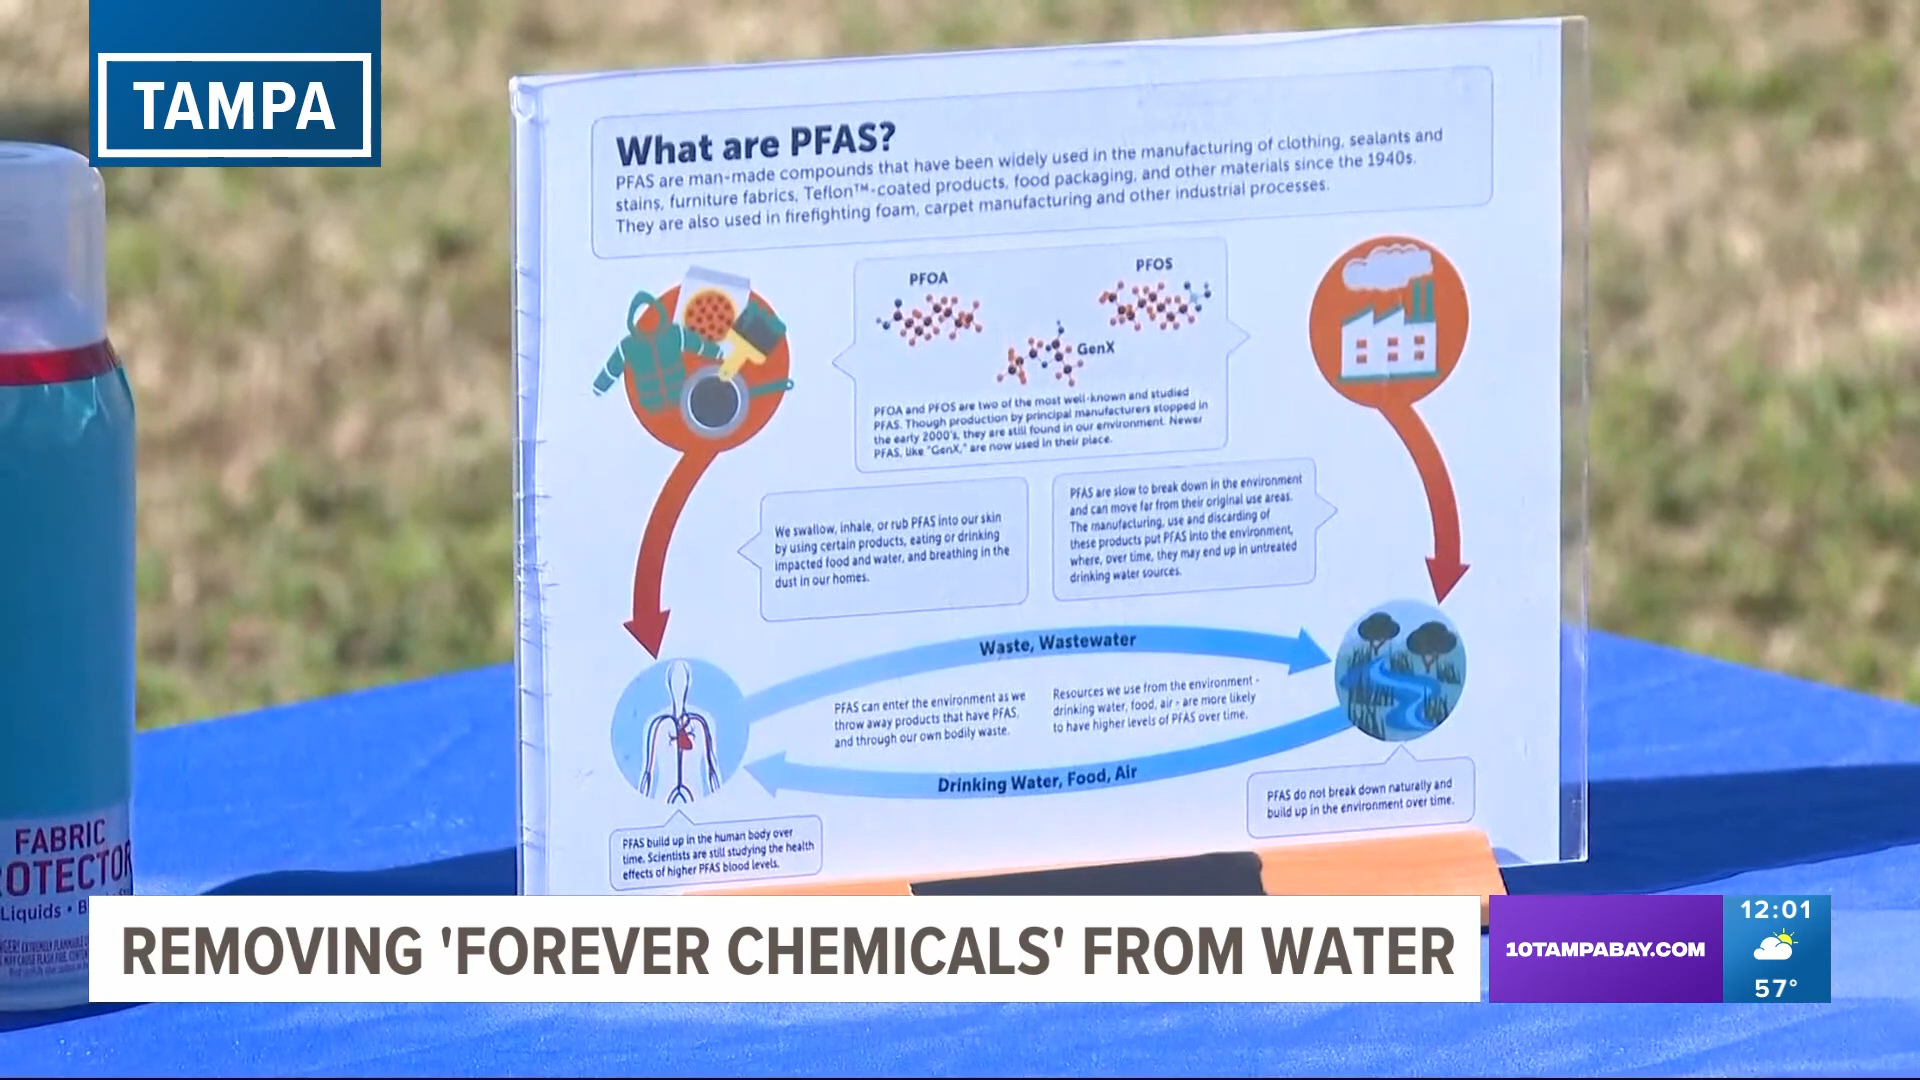 TAMPA
What are PFAS?
PFAS are man-made compounds that have been widely used in the manufacturing of clothing, sealants and
stains, furniture fabrics, Teflon™-coated products, food packaging, and other materials since the 1940s.
They are also used in firefighting foam, carpet manufacturing and other industrial processes.
PFOA
PFOS
GenX
PFOA and PFOS are two of the most well-known and studied
PFAS. Though production by principal manufacturers stopped in
the early 2000's, they are still found in our environment. Newer
PFAS, like "GenX," are now used in their place.
We swallow, inhale, or rub PFAS into our skin
by using certain products, eating or drinking
impacted food and water, and breathing in the
dust in our homes.
PFAS are slow to break down in the environment
and can move far from their original use areas.
The manufacturing, use and discarding of
these products put PFAS into the environment,
where, over time, they may end up in untreated
drinking water sources.
Waste, Wastewater
PFAS can enter the environment as we
throw away products that have PFAS,
and through our own bodily waste.
Resources we use from the environment -
drinking water, food, air - are more likely
to have higher levels of PFAS over time.
Drinking Water, Food, Air
PFAS do not break down naturally and
build up in the environment over time.
PFAS build up in the human body over
time. Scientists are still studying the health
effects of higher PFAS blood levels.
FABRIC
OTECTOR
Liquids • B
REMOVING 'FOREVER CHEMICALS' FROM WATER
10TAMPABAY.COM
12:01
57°